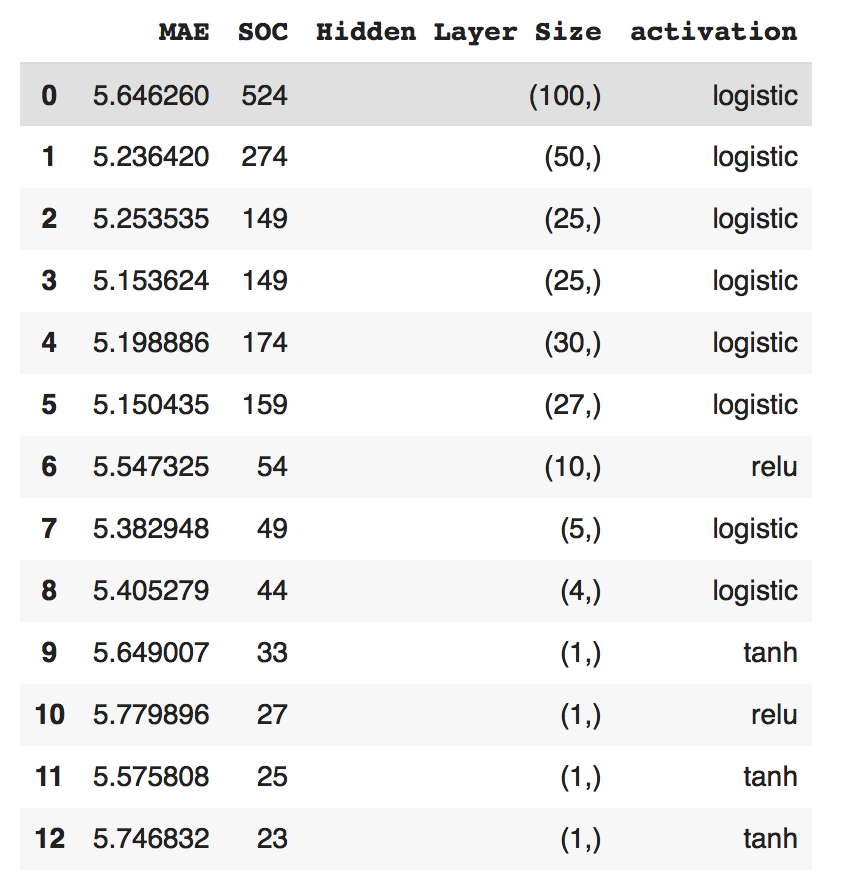 MAE SOC Hidden Layer Size activation
0 5.646260 524 (100,) logistic
1 5.236420 274 (50,) logistic
2 5.253535 149 (25,) logistic
3 5.153624 149 (25,) logistic
4 5.198886 174 (30,) logistic
5 5.150435 159 (27,) logistic
6 5.547325 54 (10,) relu
7 5.382948 49 (5,) logistic
8 5.405279 44 (4,) logistic
9 5.649007 33 (1,) tanh
10 5.779896 27 (1,) relu
11 5.575808 25 (1,) tanh
12 5.746832 23 (1,) tanh